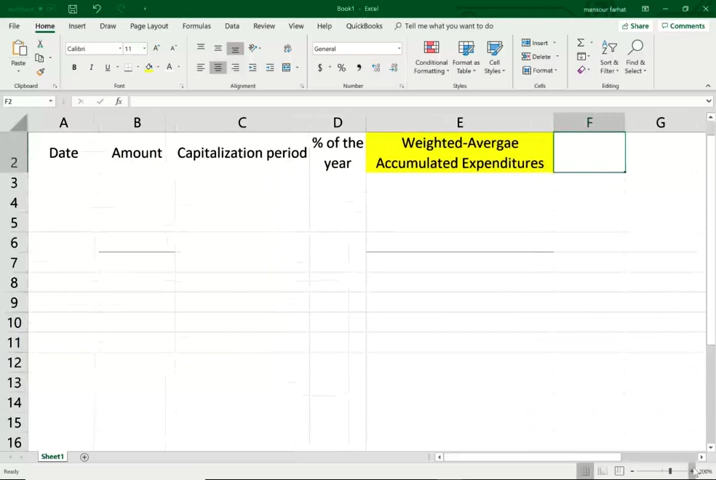 Book1 - Excel
mansour farhat
File Home Insert Draw Page Layout Formulas Data Review View Help QuickBooks Tell me what you want to do Share Comments
Paste
Calibri 11 A A
B I U A
General
$ % 9
Conditional Formatting
Format as Table
Cell Styles
Insert
Delete
Format
Sort & Filter
Find & Select
Clipboard Font Alignment Number Styles Cells Editing
F2 fx
A B C D E F G
2 Date Amount Capitalization period % of the year Weighted-Avergae Accumulated Expenditures
3
4
5
6
7
8
9
10
11
12
13
14
15
16
Sheet1
Ready 200%